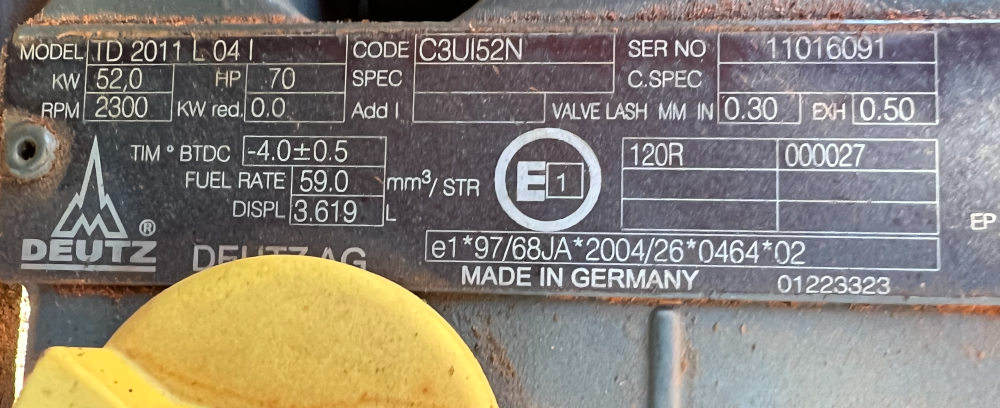 MODEL TD 2011 L 04 I CODE C3UI52N SER NO 11016091
KW 52,0 HP 70 SPEC C.SPEC
RPM 2300 KW red. 0.0 Add I VALVE LASH MM IN 0.30 EXH 0.50
TIM ° BTDC -4.0±0.5
FUEL RATE 59.0 mm³/ STR
DISPL 3.619 L
E 1
120R 000027
EP
DEUTZ ®
DEUTZ AG
e1*97/68JA*2004/26*0464*02
MADE IN GERMANY 01223323